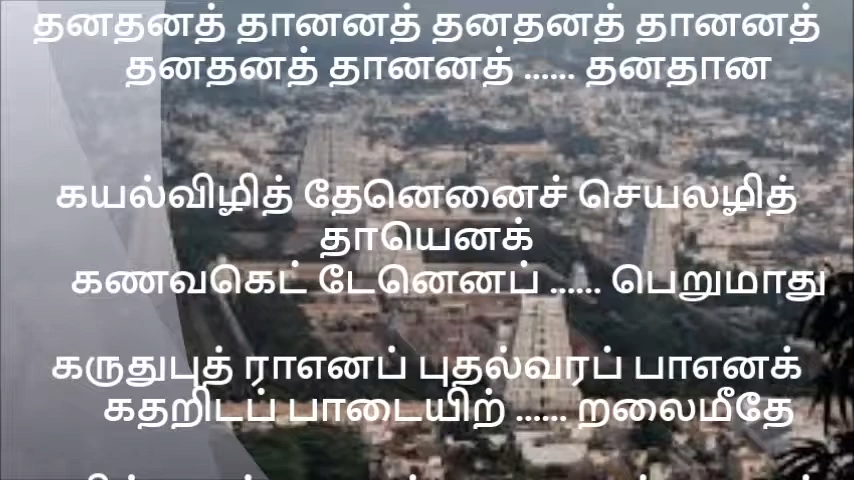 தனதனத் தானனத் தனதனத் தானனத்
தனதனத் தானனத் ...... தனதான
கயல்விழித் தேனெனைச் செயலழித்
தாயெனக்
கணவகெட் டேனெனப் ...... பெறுமாது
கருதுபுத் ராஎனப் புதல்வரப் பாஎனக்
கதறிடப் பாடையிற் ...... றலைமீதே